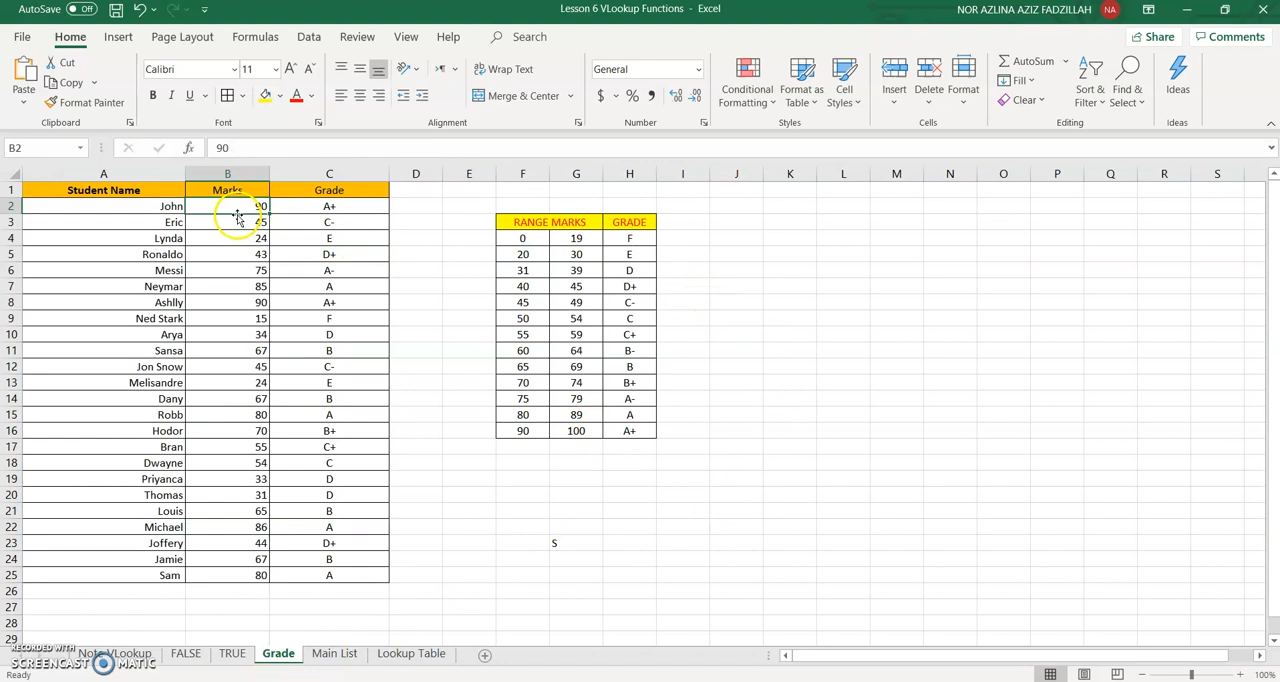 AutoSave Off
Lesson 6 VLookup Functions - Excel
NOR AZLINA AZIZ FADZILLAH NA
File Home Insert Page Layout Formulas Data Review View Help Search Share Comments
Paste Cut Copy Format Painter Clipboard
Calibri 11 A A B I U A Font
Wrap Text Merge & Center Alignment
General $ % Number
Conditional Formatting Format as Table Cell Styles Styles
Insert Delete Format Cells
AutoSum Fill Clear Sort & Filter Find & Select Editing
Ideas Ideas
B2 fx 90
A B C D E F G H I J K L M N O P Q R S
1 Student Name Marks Grade
2 John 90 A+
3 Eric 45 C- RANGE MARKS GRADE
4 Lynda 24 E 0 19 F
5 Ronaldo 43 D+ 20 30 E
6 Messi 75 A- 31 39 D
7 Neymar 85 A 40 45 D+
8 Ashlly 90 A+ 45 49 C-
9 Ned Stark 15 F 50 54 C
10 Arya 34 D 55 59 C+
11 Sansa 67 B 60 64 B-
12 Jon Snow 45 C- 65 69 B
13 Melisandre 24 E 70 74 B+
14 Dany 67 B 75 79 A-
15 Robb 80 A 80 89 A
16 Hodor 70 B+ 90 100 A+
17 Bran 55 C+
18 Dwayne 54 C
19 Priyanca 33 D
20 Thomas 31 D
21 Louis 65 B
22 Michael 86 A
23 Joffery 44 D+ S
24 Jamie 67 B
25 Sam 80 A
26
27
28
29
RECORDED WITH
SCREENCAST MATIC
Note VLookup FALSE TRUE Grade Main List Lookup Table
Ready 100%